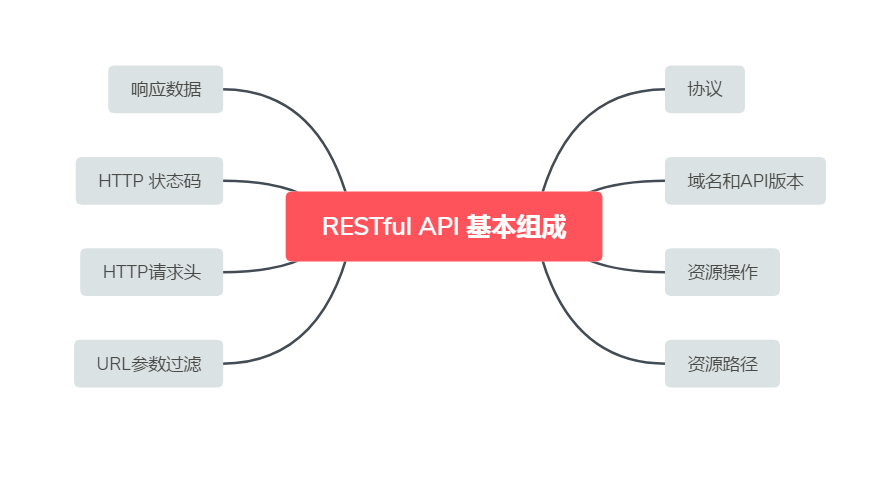 响应数据
HTTP 状态码
HTTP请求头
URL参数过滤
RESTful API 基本组成
协议
域名和API版本
资源操作
资源路径